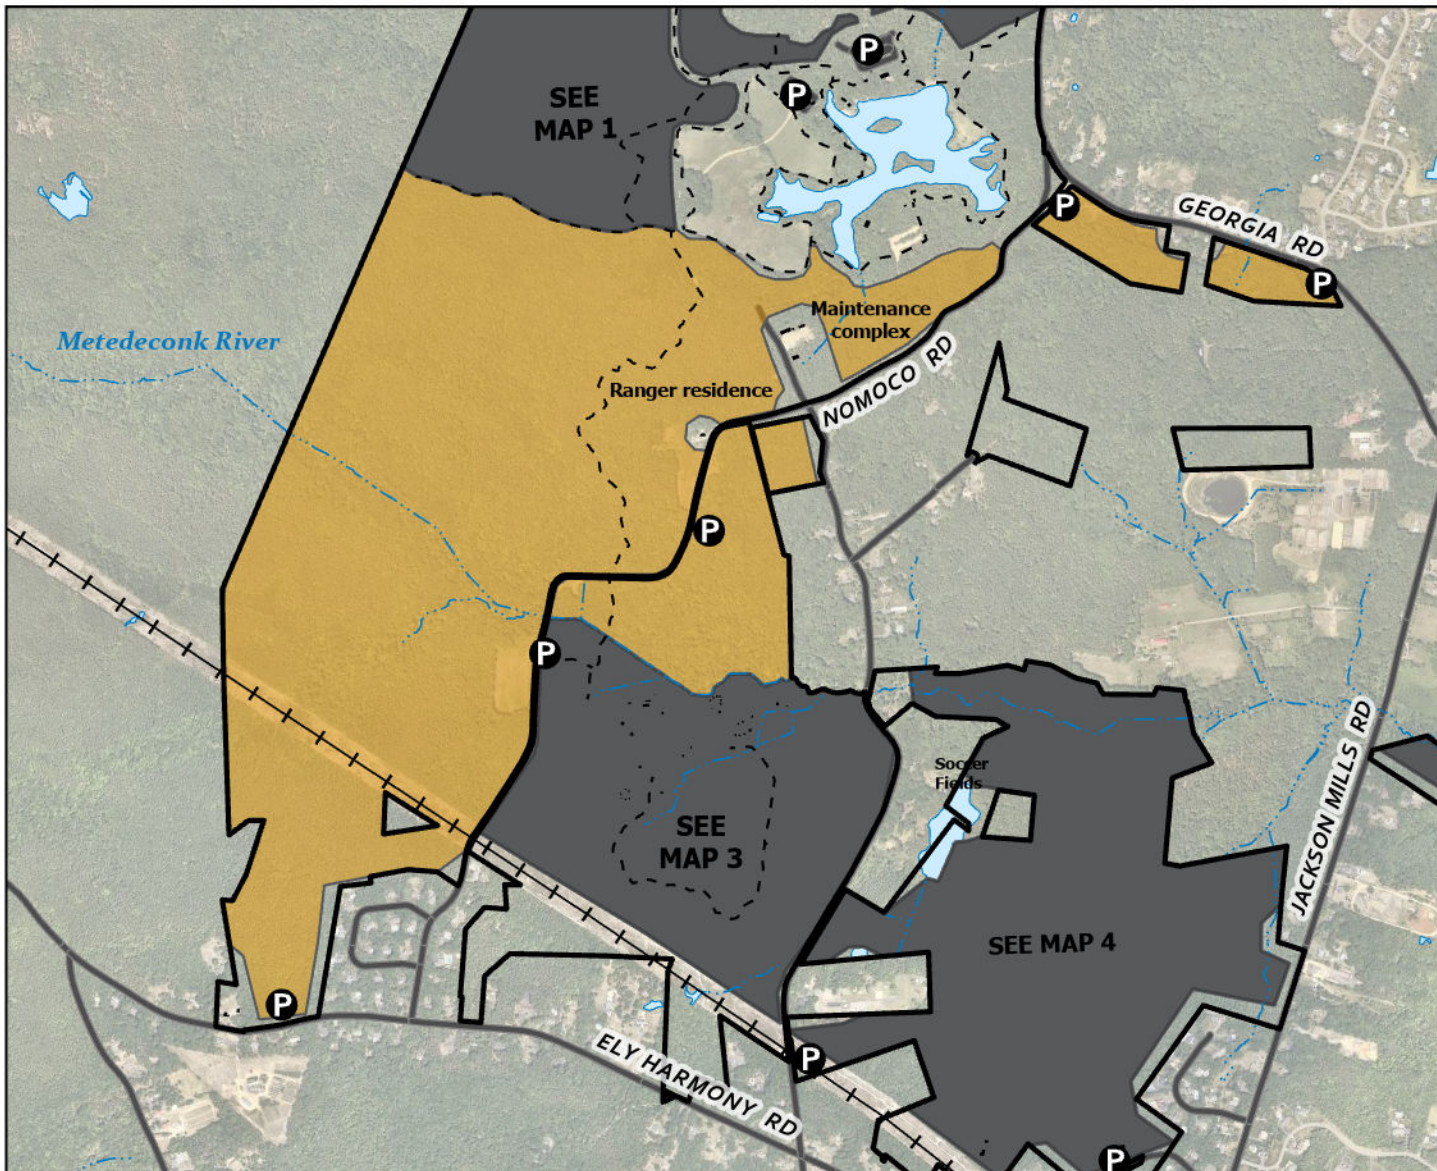 P
SEE
MAP 1
P
P
GEORGIA RD
P
Maintenance
complex
Metedeconk River
NOMOCO RD
Ranger residence
P
P
JACKSON MILLS RD
Soccer
Fields
SEE
MAP 3
SEE MAP 4
P
ELY HARMONY RD
P
P